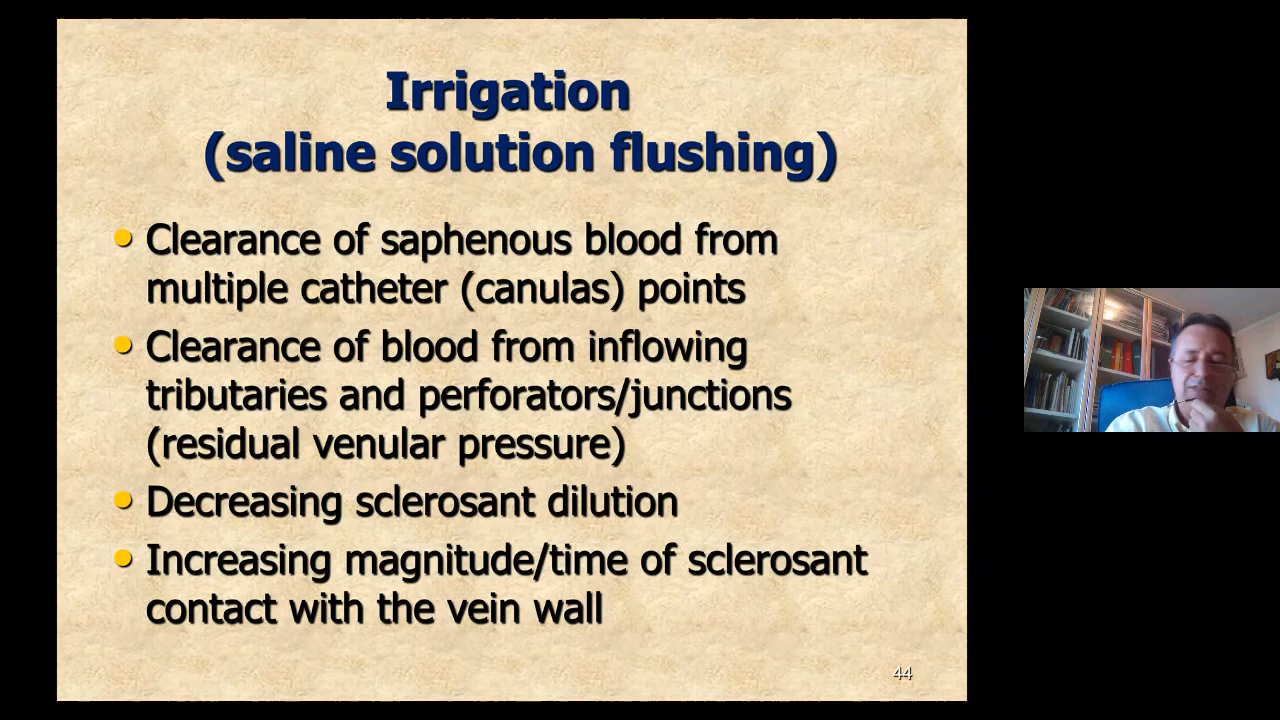 Irrigation
(saline solution flushing)
• Clearance of saphenous blood from
multiple catheter (canulas) points
• Clearance of blood from inflowing
tributaries and perforators/junctions
(residual venular pressure)
• Decreasing sclerosant dilution
• Increasing magnitude/time of sclerosant
contact with the vein wall
44